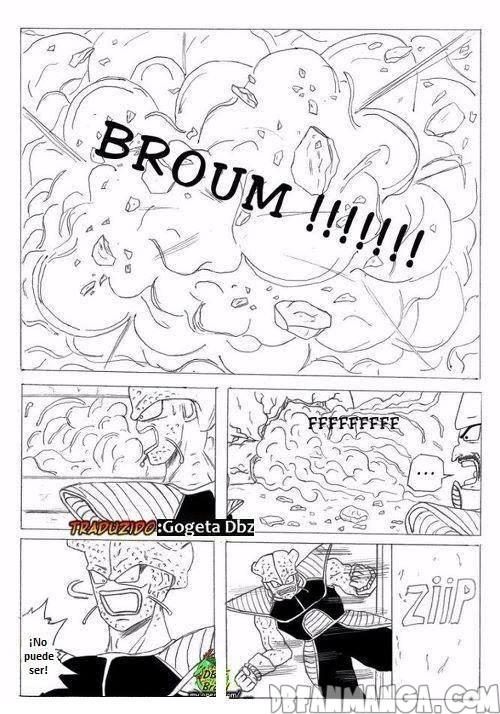 BROUM !!!!!!!
FFFFFFFFF
...
TRADUZIDO:Gogeta Dbz
¡No
puede
ser!
ZiiP
DBFANMANGA.COM